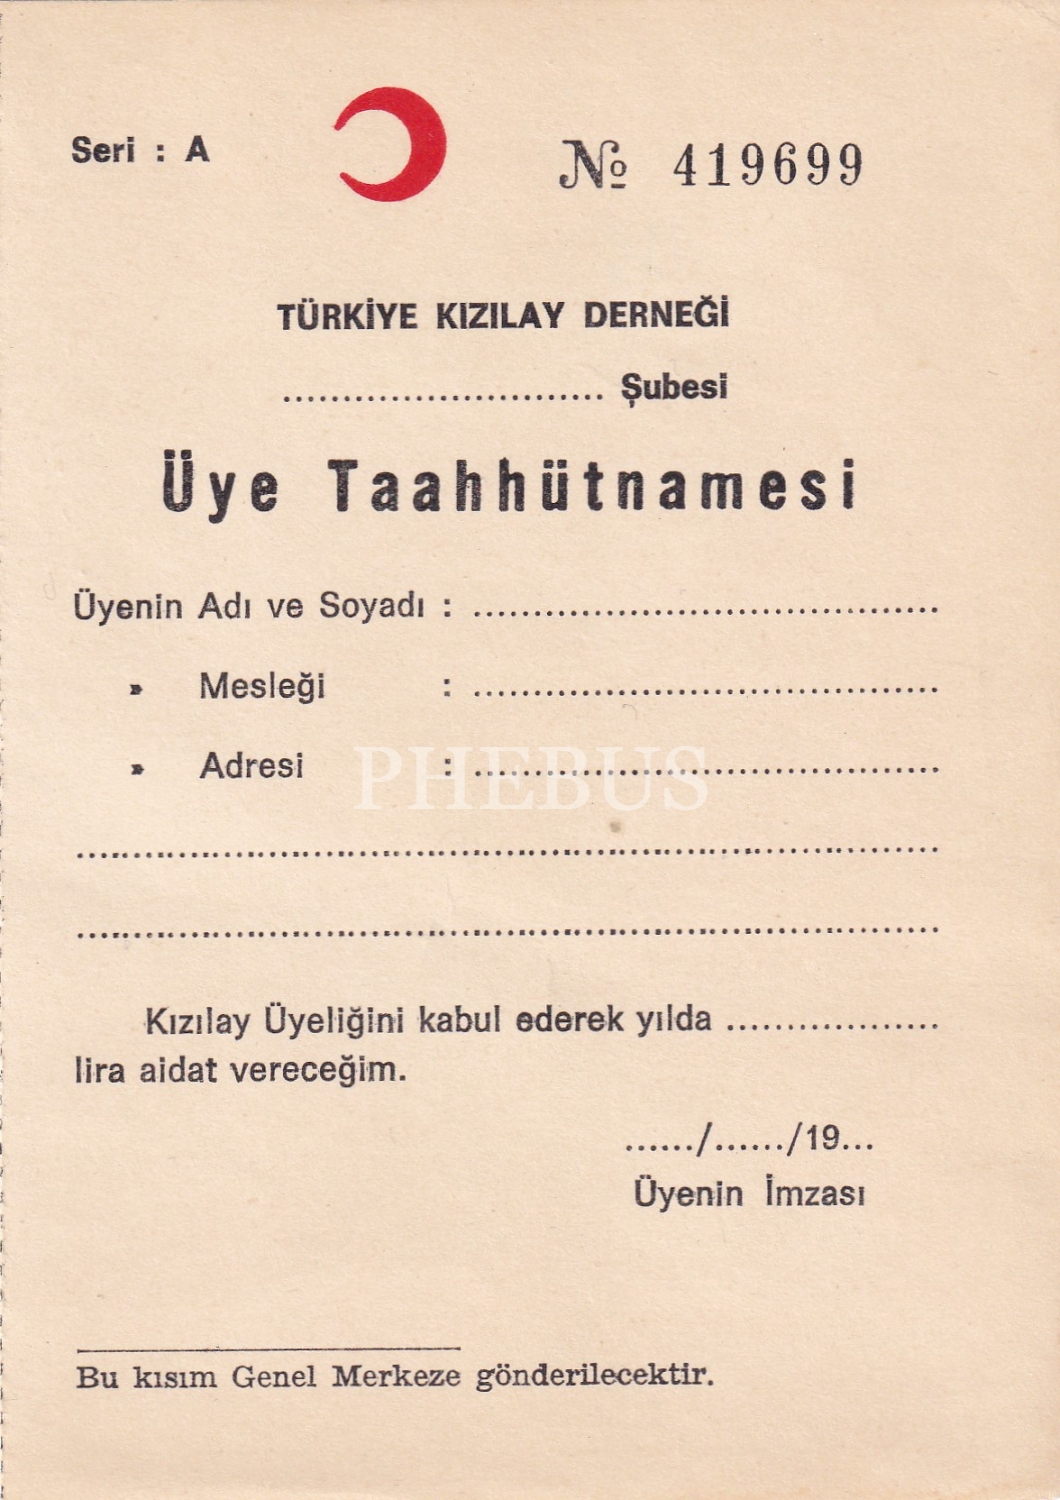 Seri : A
№ 419699
TÜRKİYE KIZILAY DERNEĞİ
........................... Şubesi
Üye Taahhütnamesi
Üyenin Adı ve Soyadı : .......................................
» Mesleği : .......................................
» Adresi : .......................................
PHEBUS
........................................................................
........................................................................
Kızılay Üyeliğini kabul ederek yılda ..................
lira aidat vereceğim.
....../....../19...
Üyenin İmzası
Bu kısım Genel Merkeze gönderilecektir.